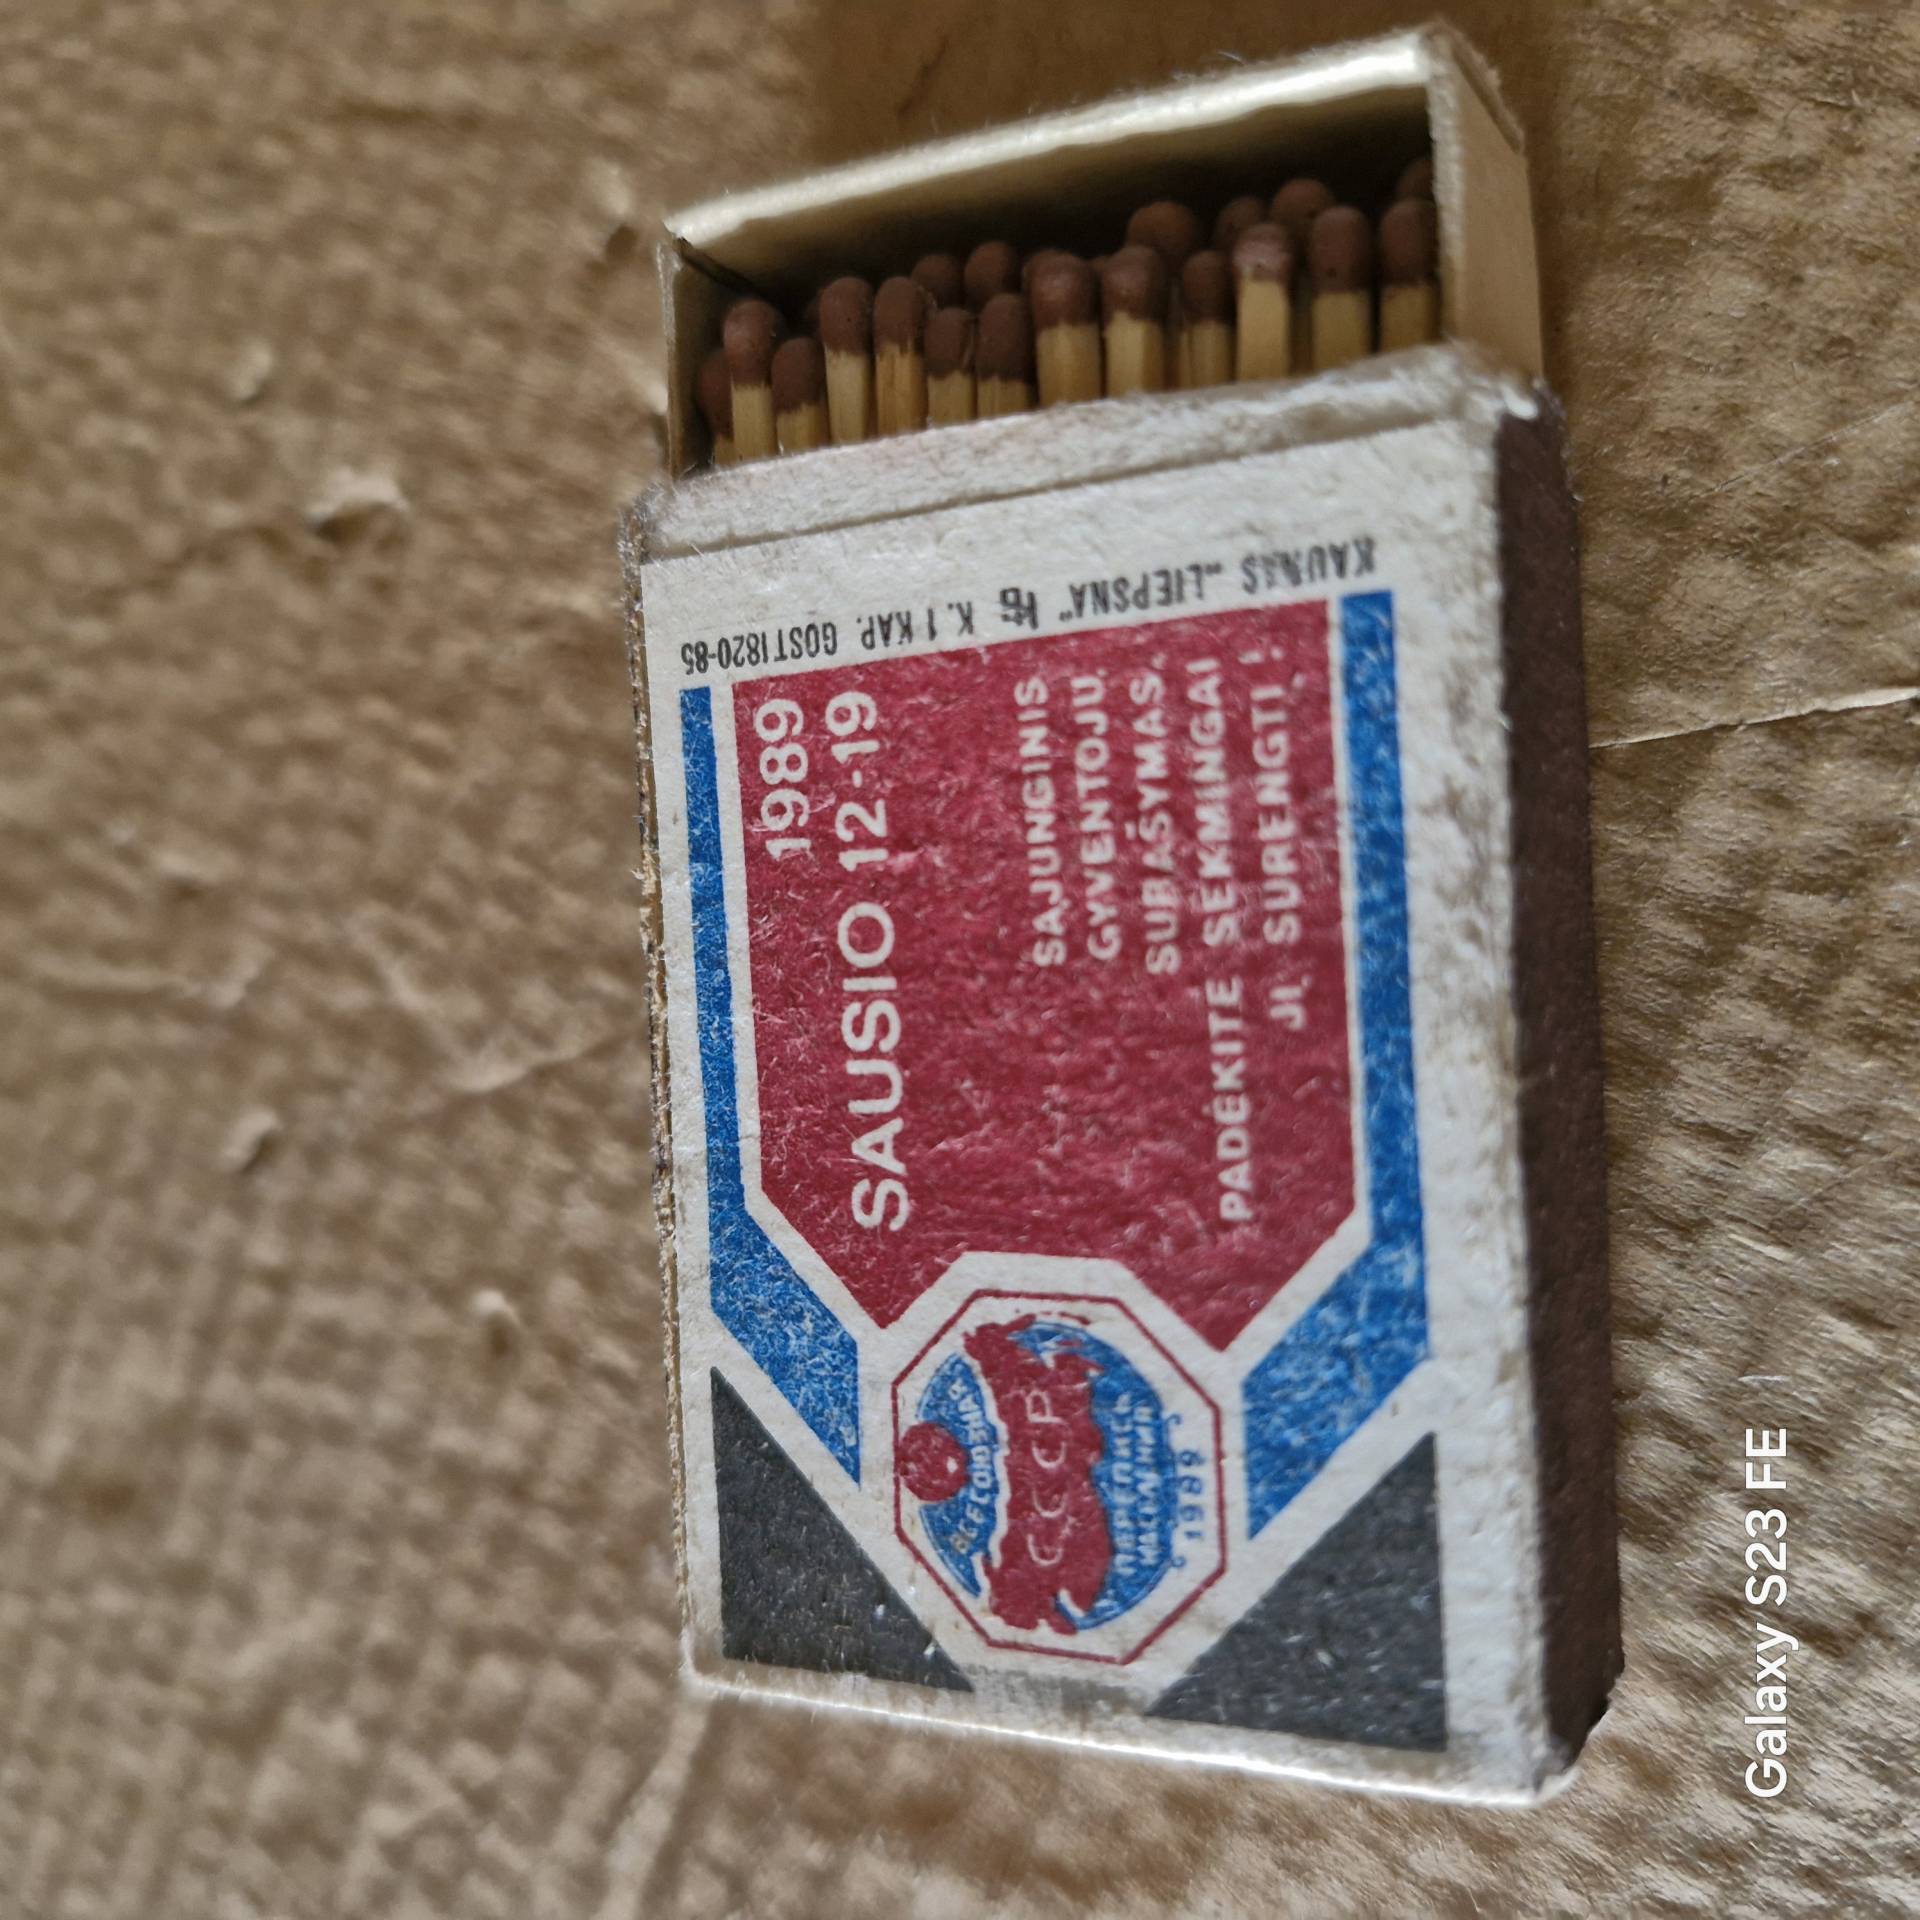 1989
SAUSIO 12-19
SĄJUNGINIS
GYVENTOJŲ
SURAŠYMAS.
PADĖKITE SĖKMINGAI
JĮ SURENGTI!
ВСЕСОЮЗНАЯ
СССР
ПЕРЕПИСЬ
НАСЕЛЕНИЯ
1989
KAUNAS „LIEPSNA" K. 1 KAP. GOST1820-85
Galaxy S23 FE